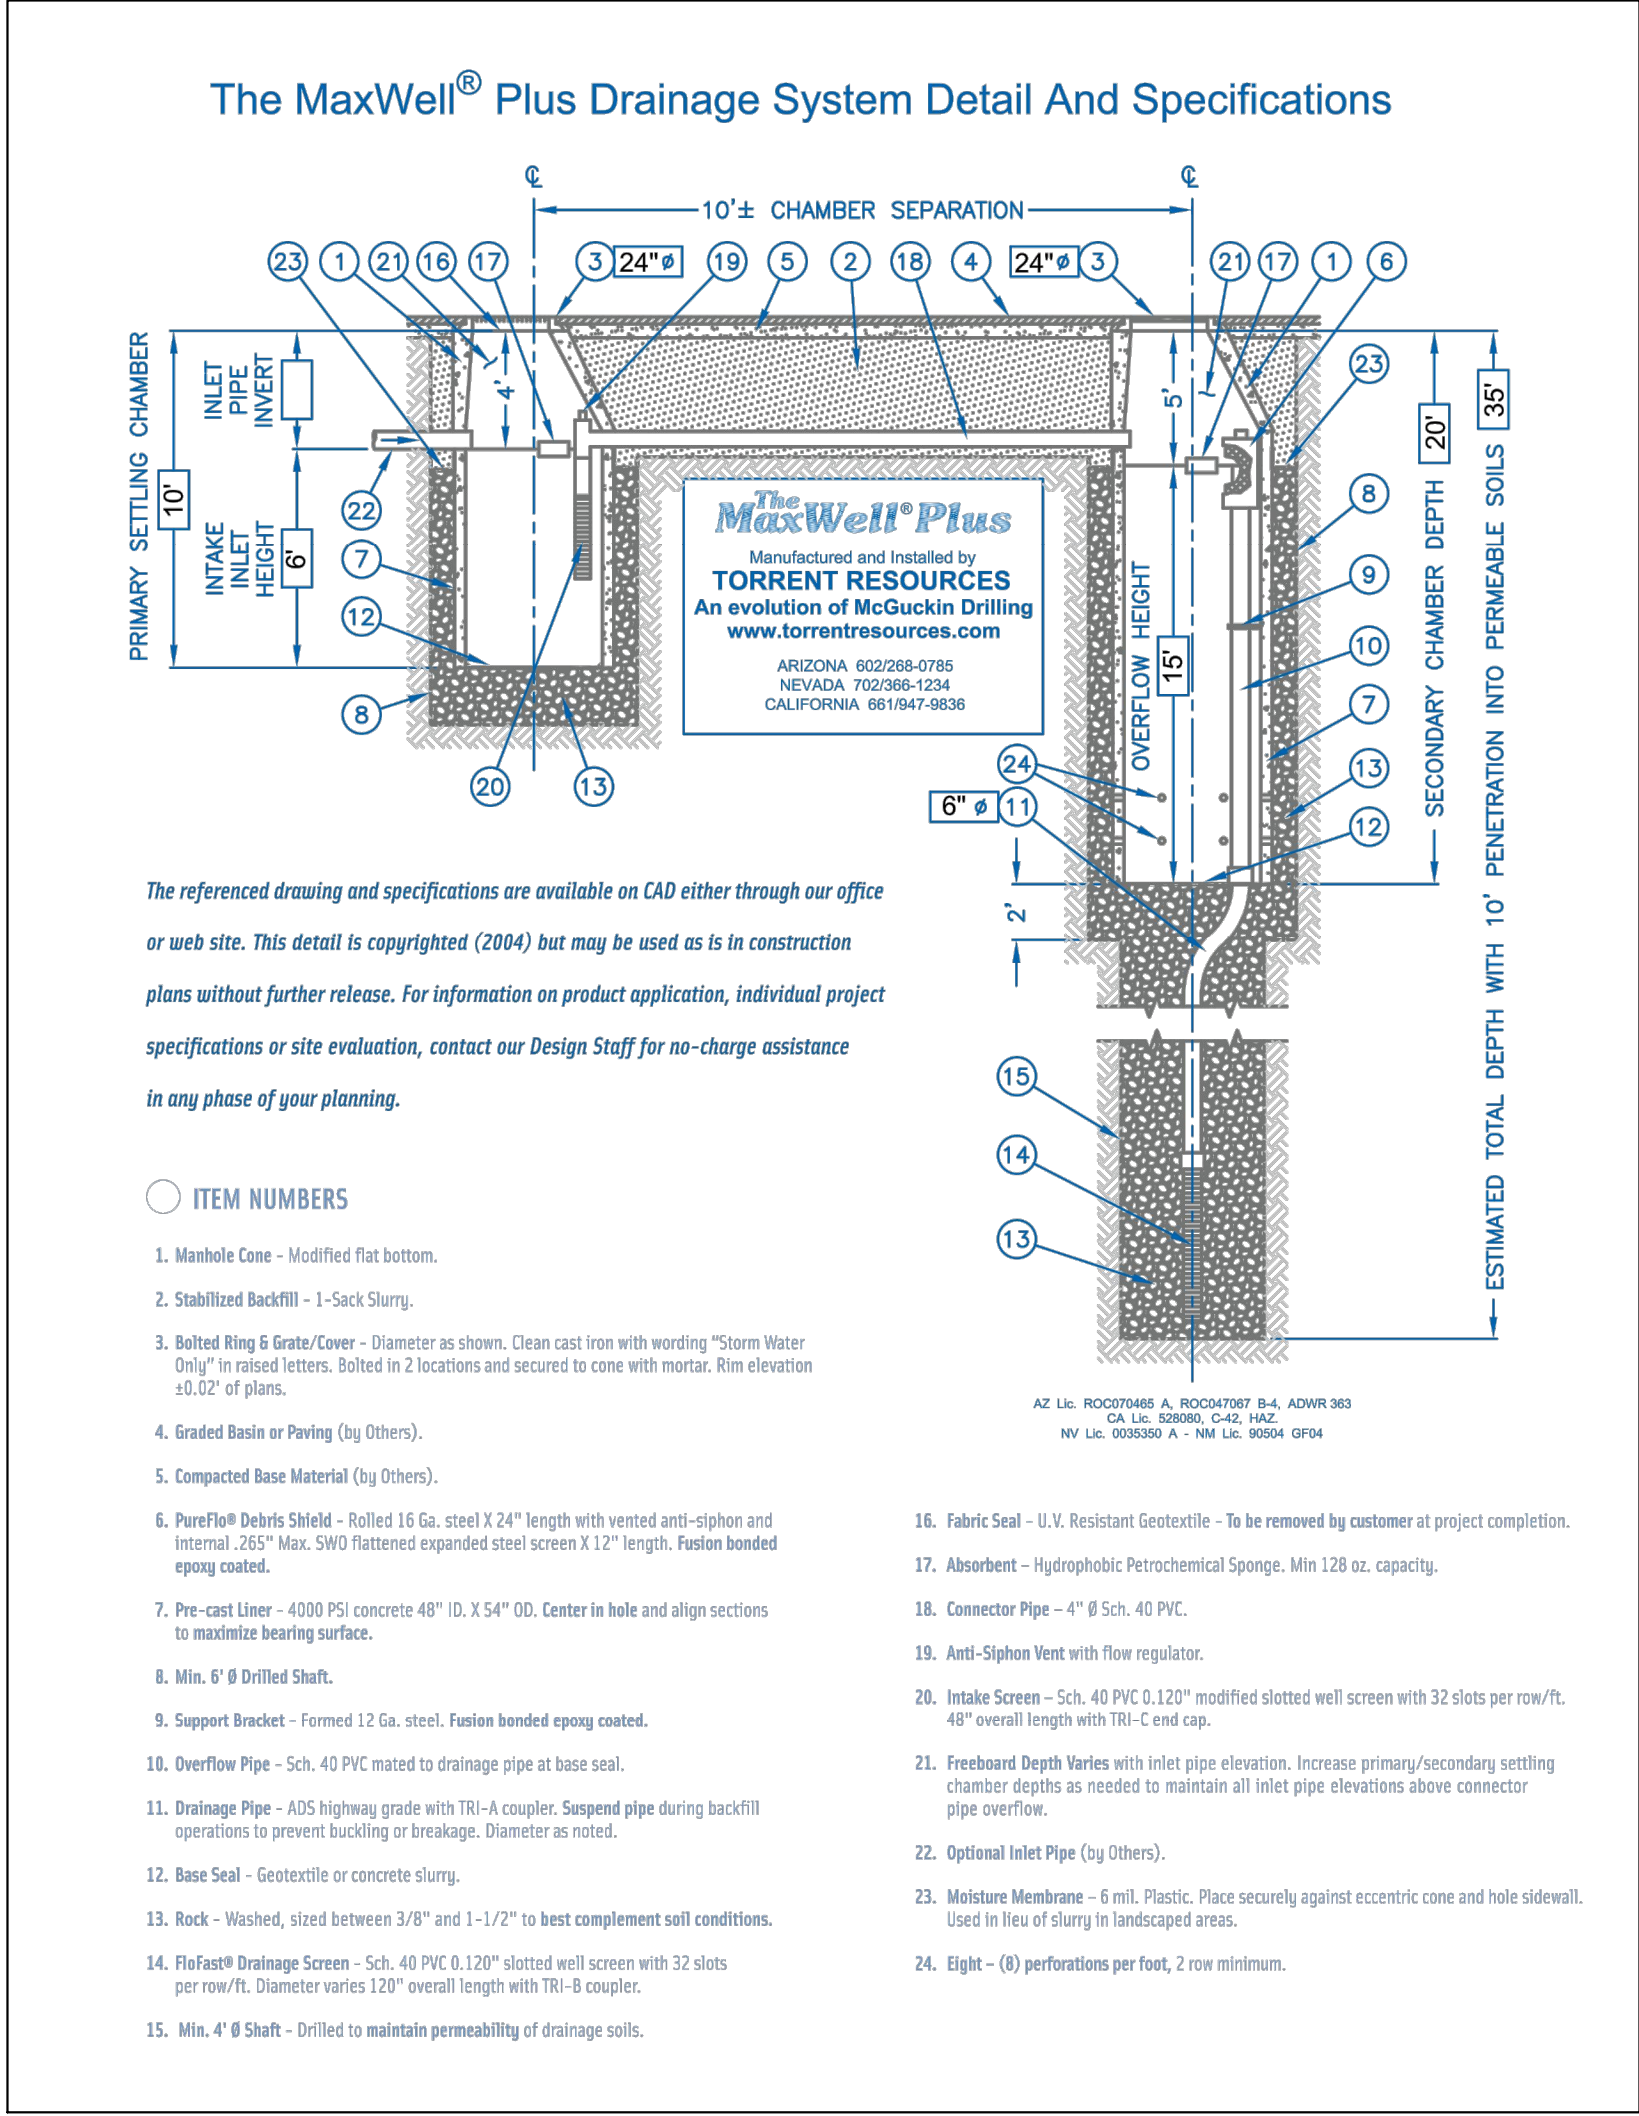 The MaxWell® Plus Drainage System Detail And Specifications
℄
℄
10'± CHAMBER SEPARATION
23
1
21
16
17
3
24"ø
19
5
2
18
4
24"ø
3
21
17
1
6
PRIMARY SETTLING CHAMBER
10'
INLET
PIPE
INVERT
4'
INTAKE
INLET
HEIGHT
6'
22
7
12
8
20
13
The
MaxWell® Plus
Manufactured and Installed by
TORRENT RESOURCES
An evolution of McGuckin Drilling
www.torrentresources.com
ARIZONA 602/268-0785
NEVADA 702/366-1234
CALIFORNIA 661/947-9836
5'
OVERFLOW HEIGHT
15'
23
8
9
10
7
13
12
20'
SECONDARY CHAMBER DEPTH
35'
ESTIMATED TOTAL DEPTH WITH 10' PENETRATION INTO PERMEABLE SOILS
24
6" ø
11
2'
15
14
13
The referenced drawing and specifications are available on CAD either through our office
or web site. This detail is copyrighted (2004) but may be used as is in construction
plans without further release. For information on product application, individual project
specifications or site evaluation, contact our Design Staff for no-charge assistance
in any phase of your planning.
AZ Lic. ROC070465 A, ROC047067 B-4, ADWR 363
CA Lic. 528080, C-42, HAZ.
NV Lic. 0035350 A - NM Lic. 90504 GF04
ITEM NUMBERS
1. Manhole Cone - Modified flat bottom.
2. Stabilized Backfill - 1-Sack Slurry.
3. Bolted Ring & Grate/Cover - Diameter as shown. Clean cast iron with wording "Storm Water
Only" in raised letters. Bolted in 2 locations and secured to cone with mortar. Rim elevation
±0.02' of plans.
4. Graded Basin or Paving (by Others).
5. Compacted Base Material (by Others).
6. PureFlo® Debris Shield - Rolled 16 Ga. steel X 24" length with vented anti-siphon and
internal .265" Max. SWO flattened expanded steel screen X 12" length. Fusion bonded
epoxy coated.
7. Pre-cast Liner - 4000 PSI concrete 48" ID. X 54" OD. Center in hole and align sections
to maximize bearing surface.
8. Min. 6' Ø Drilled Shaft.
9. Support Bracket - Formed 12 Ga. steel. Fusion bonded epoxy coated.
10. Overflow Pipe - Sch. 40 PVC mated to drainage pipe at base seal.
11. Drainage Pipe - ADS highway grade with TRI-A coupler. Suspend pipe during backfill
operations to prevent buckling or breakage. Diameter as noted.
12. Base Seal - Geotextile or concrete slurry.
13. Rock - Washed, sized between 3/8" and 1-1/2" to best complement soil conditions.
14. FloFast® Drainage Screen - Sch. 40 PVC 0.120" slotted well screen with 32 slots
per row/ft. Diameter varies 120" overall length with TRI-B coupler.
15. Min. 4' Ø Shaft - Drilled to maintain permeability of drainage soils.
16. Fabric Seal - U.V. Resistant Geotextile - To be removed by customer at project completion.
17. Absorbent - Hydrophobic Petrochemical Sponge. Min 128 oz. capacity.
18. Connector Pipe - 4" Ø Sch. 40 PVC.
19. Anti-Siphon Vent with flow regulator.
20. Intake Screen - Sch. 40 PVC 0.120" modified slotted well screen with 32 slots per row/ft.
48" overall length with TRI-C end cap.
21. Freeboard Depth Varies with inlet pipe elevation. Increase primary/secondary settling
chamber depths as needed to maintain all inlet pipe elevations above connector
pipe overflow.
22. Optional Inlet Pipe (by Others).
23. Moisture Membrane - 6 mil. Plastic. Place securely against eccentric cone and hole sidewall.
Used in lieu of slurry in landscaped areas.
24. Eight - (8) perforations per foot, 2 row minimum.